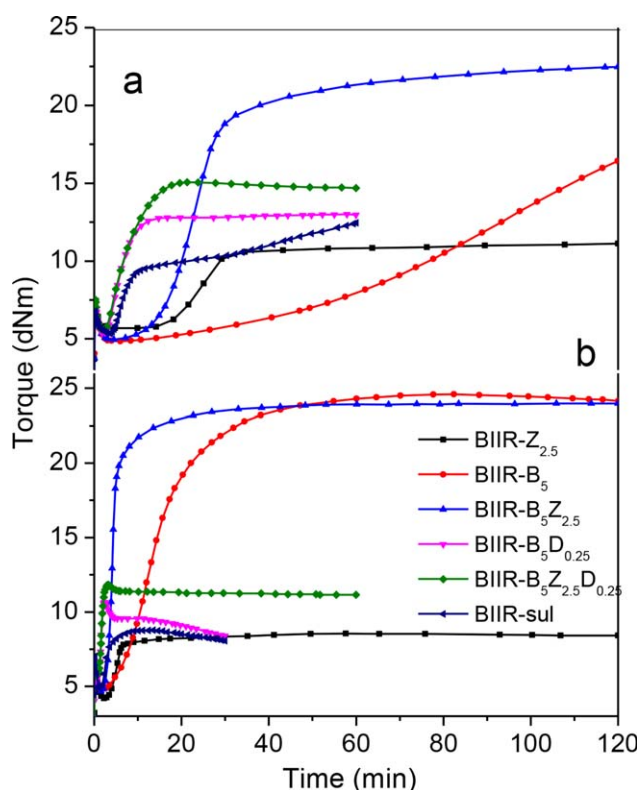 25
a
20
15
10
5
Torque (dNm)
b
25
20
15
10
5
BIIR-Z2.5
BIIR-B5
BIIR-B5Z2.5
BIIR-B5D0.25
BIIR-B5Z2.5D0.25
BIIR-sul
0 20 40 60 80 100 120
Time (min)